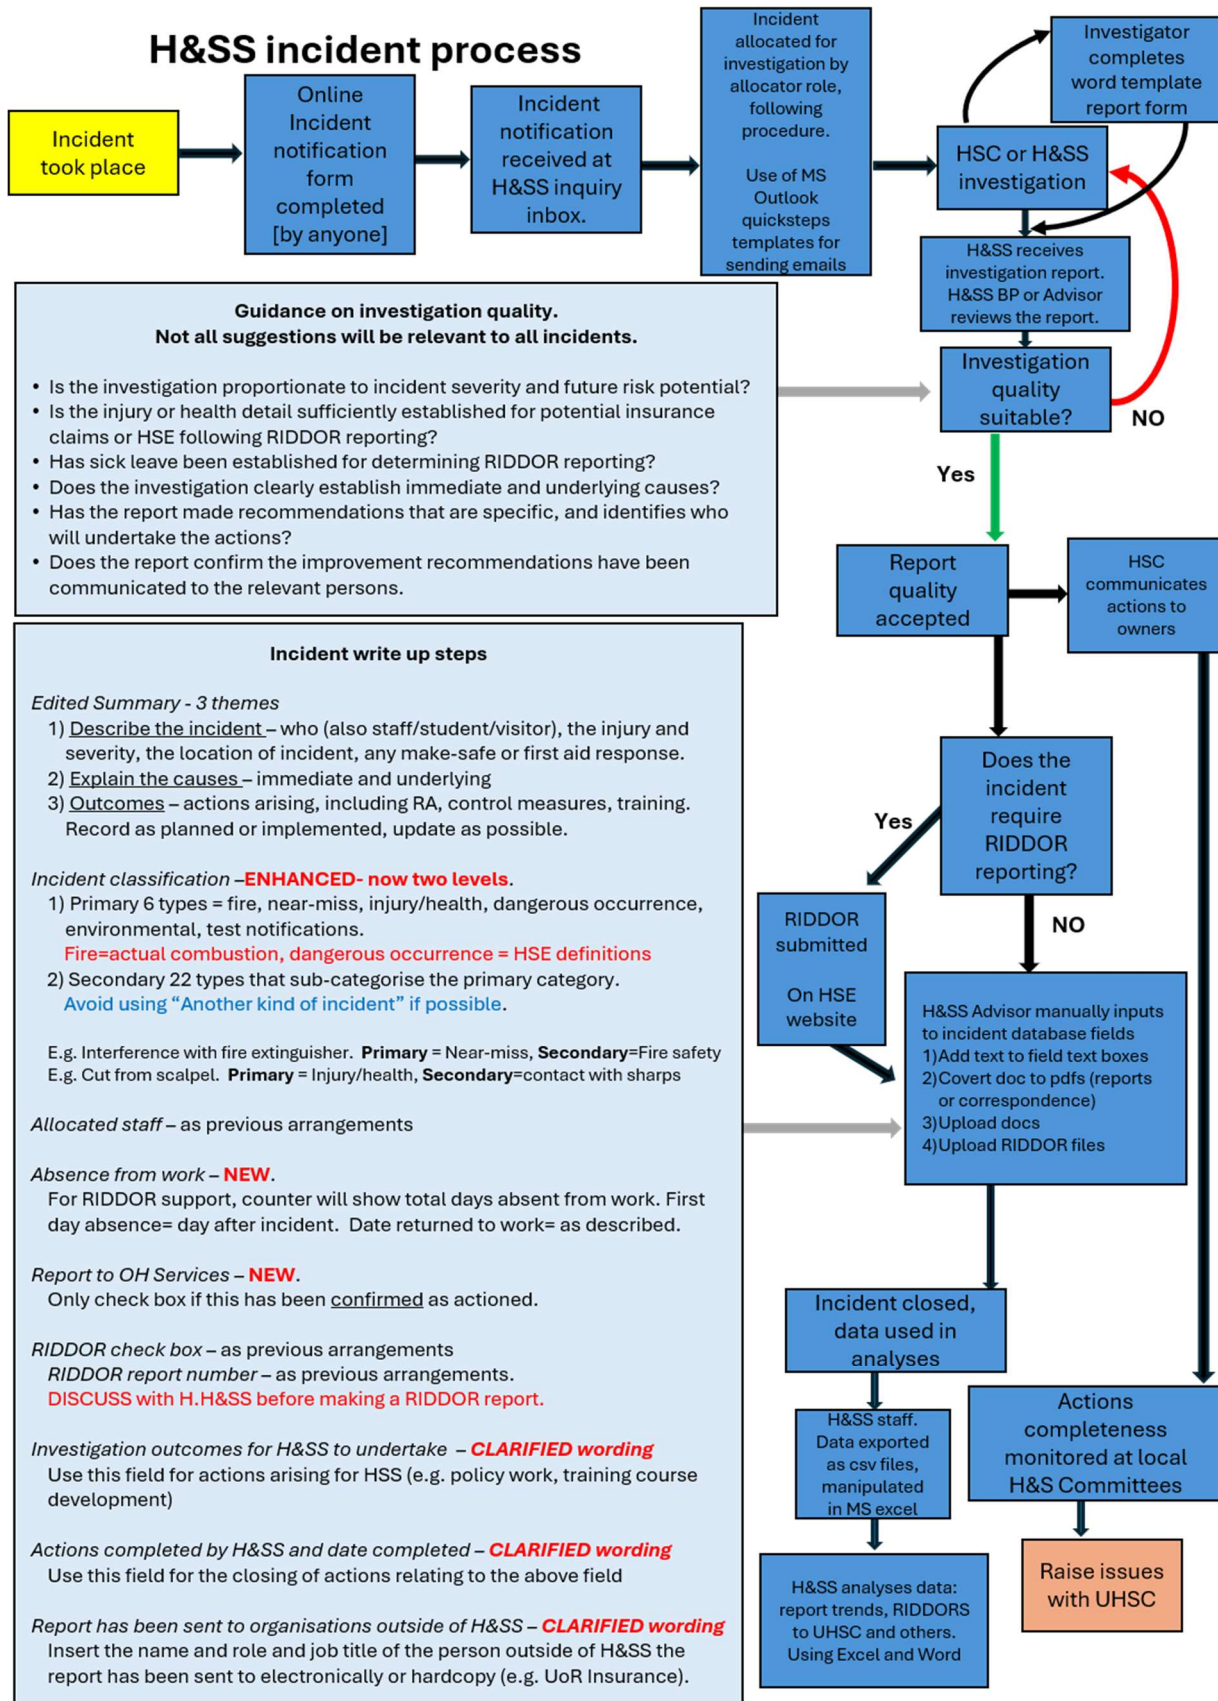 H&SS incident process
Incident
took place
Online
Incident
notification
form
completed
[by anyone]
Incident
notification
received at
H&SS inquiry
inbox.
Incident
allocated for
investigation by
allocator role,
following
procedure.
Use of MS
Outlook
quicksteps
templates for
sending emails
HSC or H&SS
investigation
Investigator
completes
word template
report form
H&SS receives
investigation report.
H&SS BP or Advisor
reviews the report.
Investigation
quality
suitable?
NO
Yes
Guidance on investigation quality.
Not all suggestions will be relevant to all incidents.
• Is the investigation proportionate to incident severity and future risk potential?
• Is the injury or health detail sufficiently established for potential insurance
claims or HSE following RIDDOR reporting?
• Has sick leave been established for determining RIDDOR reporting?
• Does the investigation clearly establish immediate and underlying causes?
• Has the report made recommendations that are specific, and identifies who
will undertake the actions?
• Does the report confirm the improvement recommendations have been
communicated to the relevant persons.
Report
quality
accepted
HSC
communicates
actions to
owners
Does the
incident
require
RIDDOR
reporting?
Yes
NO
RIDDOR
submitted
On HSE
website
H&SS Advisor manually inputs
to incident database fields
1)Add text to field text boxes
2)Covert doc to pdfs (reports
or correspondence)
3)Upload docs
4)Upload RIDDOR files
Incident closed,
data used in
analyses
H&SS staff.
Data exported
as csv files,
manipulated
in MS excel
H&SS analyses data:
report trends, RIDDORS
to UHSC and others.
Using Excel and Word
Actions
completeness
monitored at local
H&S Committees
Raise issues
with UHSC
Incident write up steps
Edited Summary - 3 themes
1) Describe the incident – who (also staff/student/visitor), the injury and
severity, the location of incident, any make-safe or first aid response.
2) Explain the causes – immediate and underlying
3) Outcomes – actions arising, including RA, control measures, training.
Record as planned or implemented, update as possible.
Incident classification –ENHANCED- now two levels.
1) Primary 6 types = fire, near-miss, injury/health, dangerous occurrence,
environmental, test notifications.
Fire=actual combustion, dangerous occurrence = HSE definitions
2) Secondary 22 types that sub-categorise the primary category.
Avoid using “Another kind of incident” if possible.
E.g. Interference with fire extinguisher. Primary = Near-miss, Secondary=Fire safety
E.g. Cut from scalpel. Primary = Injury/health, Secondary=contact with sharps
Allocated staff – as previous arrangements
Absence from work – NEW.
For RIDDOR support, counter will show total days absent from work. First
day absence= day after incident. Date returned to work= as described.
Report to OH Services – NEW.
Only check box if this has been confirmed as actioned.
RIDDOR check box – as previous arrangements
RIDDOR report number – as previous arrangements.
DISCUSS with H.H&SS before making a RIDDOR report.
Investigation outcomes for H&SS to undertake – CLARIFIED wording
Use this field for actions arising for HSS (e.g. policy work, training course
development)
Actions completed by H&SS and date completed – CLARIFIED wording
Use this field for the closing of actions relating to the above field
Report has been sent to organisations outside of H&SS – CLARIFIED wording
Insert the name and role and job title of the person outside of H&SS the
report has been sent to electronically or hardcopy (e.g. UoR Insurance).